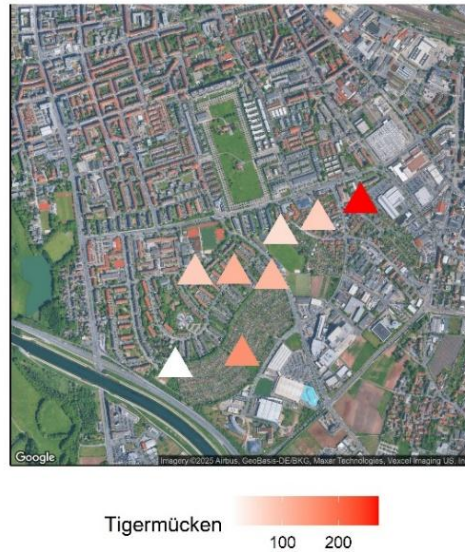 Google
Imagery ©2025 Airbus, GeoBasis-DE/BKG, Maxar Technologies, Vexcel Imaging US, In
Tigermücken
100 200